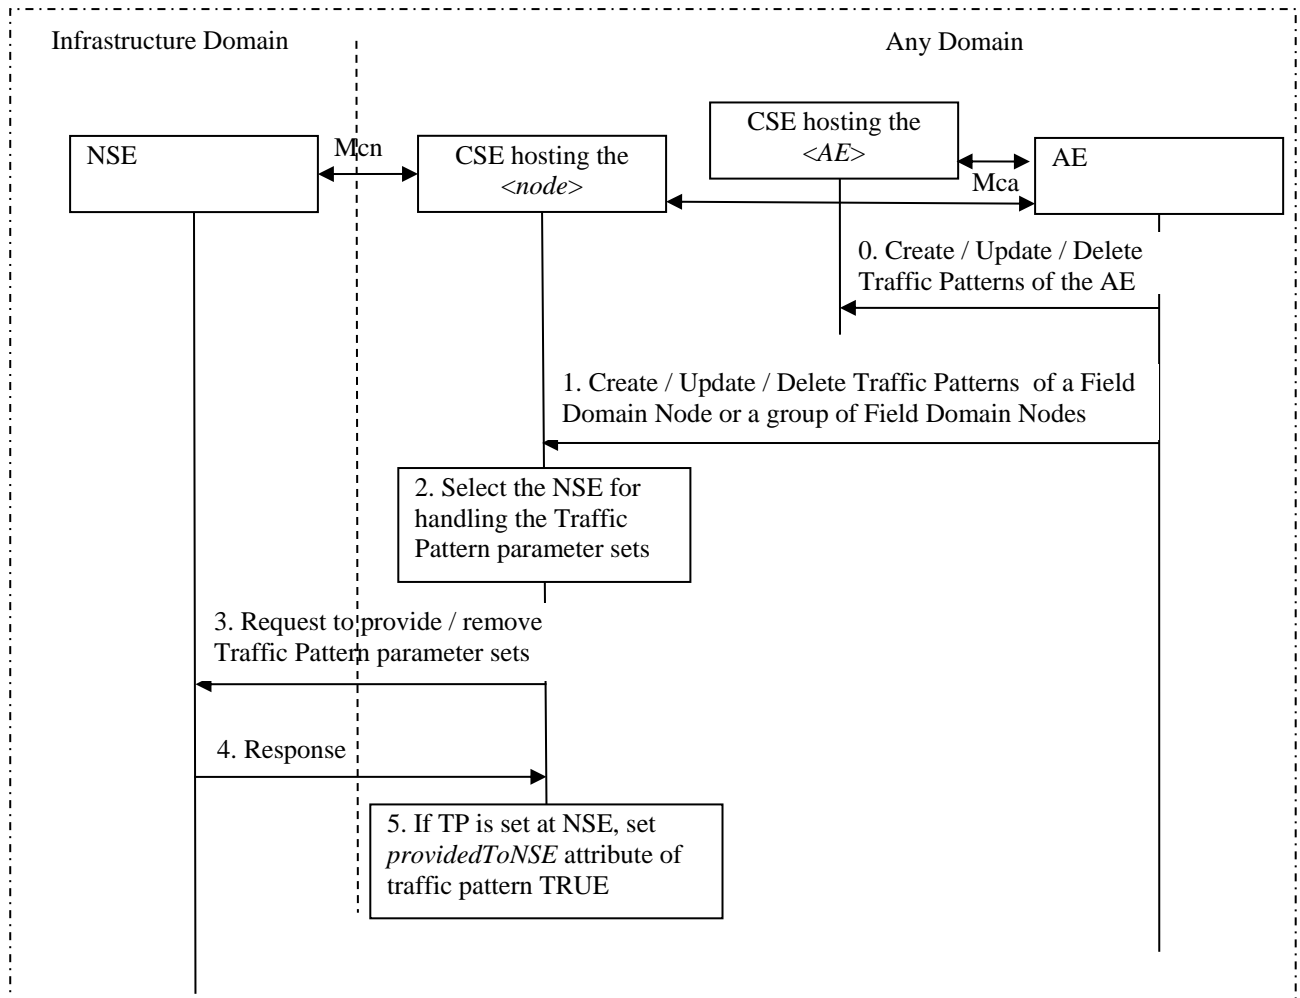 Infrastructure Domain
Any Domain
NSE
Mcn
CSE hosting the
<node>
CSE hosting the
<AE>
Mca
AE
0. Create / Update / Delete
Traffic Patterns of the AE
1. Create / Update / Delete Traffic Patterns of a Field
Domain Node or a group of Field Domain Nodes
2. Select the NSE for
handling the Traffic
Pattern parameter sets
3. Request to provide / remove
Traffic Pattern parameter sets
4. Response
5. If TP is set at NSE, set
providedToNSE attribute of
traffic pattern TRUE